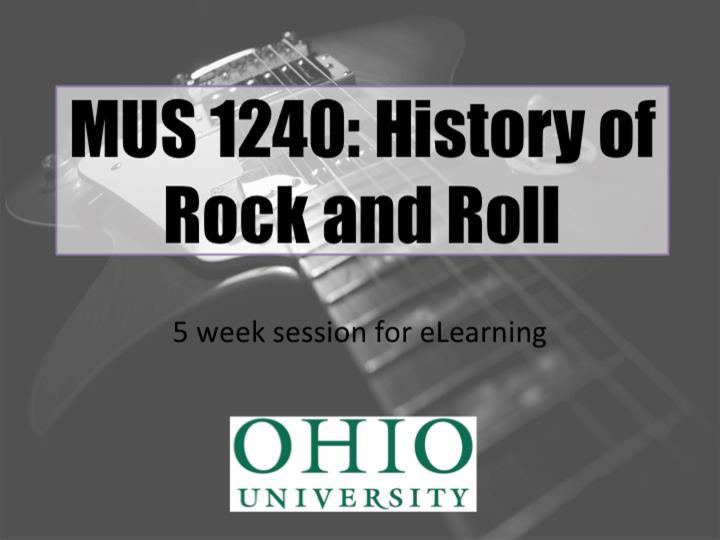 MUS 1240: History of
Rock and Roll
5 week session for eLearning
OHIO
UNIVERSITY